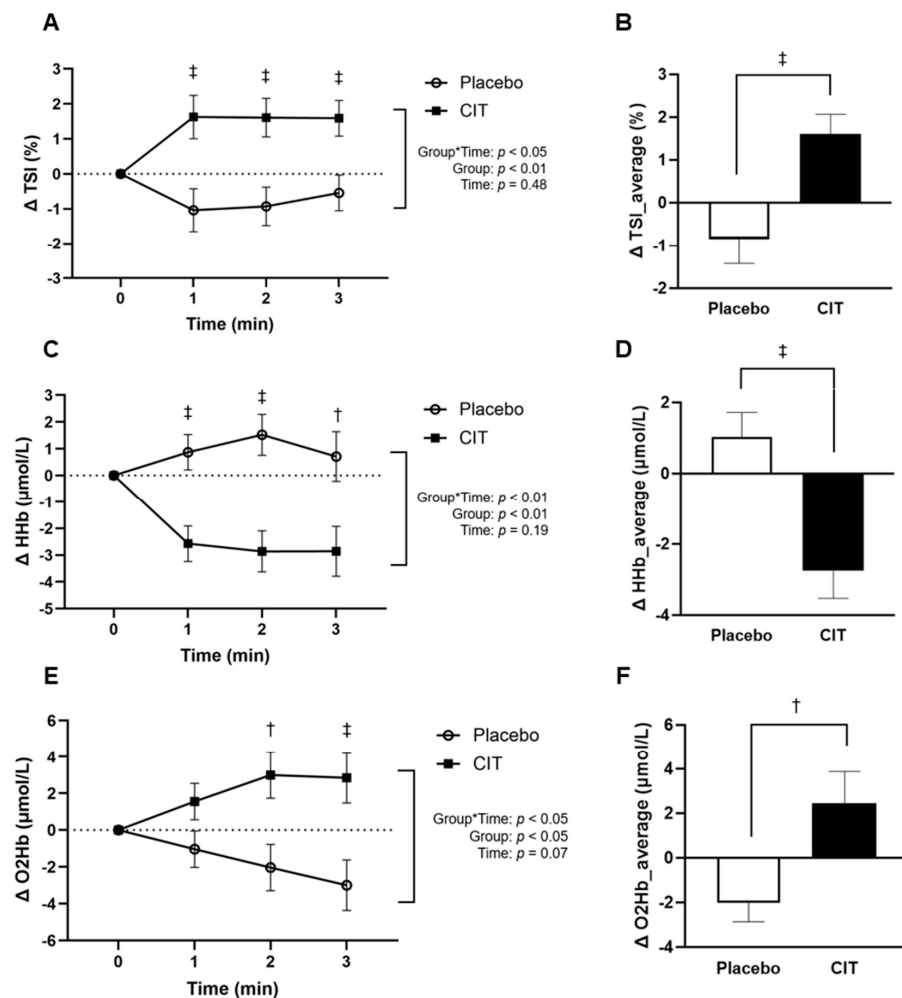 A
3
2
1
0
-1
-2
-3
Δ TSI (%)
‡ ‡ ‡
0 1 2 3
Time (min)
Placebo
CIT
Group*Time: p < 0.05
Group: p < 0.01
Time: p = 0.48
B
‡
3
2
1
0
-1
-2
Δ TSI_average (%)
Placebo CIT
C
3
2
1
0
-1
-2
-3
-4
-5
Δ HHb (μmol/L)
‡ ‡ †
0 1 2 3
Time (min)
Placebo
CIT
Group*Time: p < 0.01
Group: p < 0.01
Time: p = 0.19
D
‡
2
0
-2
-4
Δ HHb_average (μmol/L)
Placebo CIT
E
6
4
2
0
-2
-4
-6
Δ O2Hb (μmol/L)
† ‡
0 1 2 3
Time (min)
Placebo
CIT
Group*Time: p < 0.05
Group: p < 0.05
Time: p = 0.07
F
†
6
4
2
0
-2
-4
Δ O2Hb_average (μmol/L)
Placebo CIT